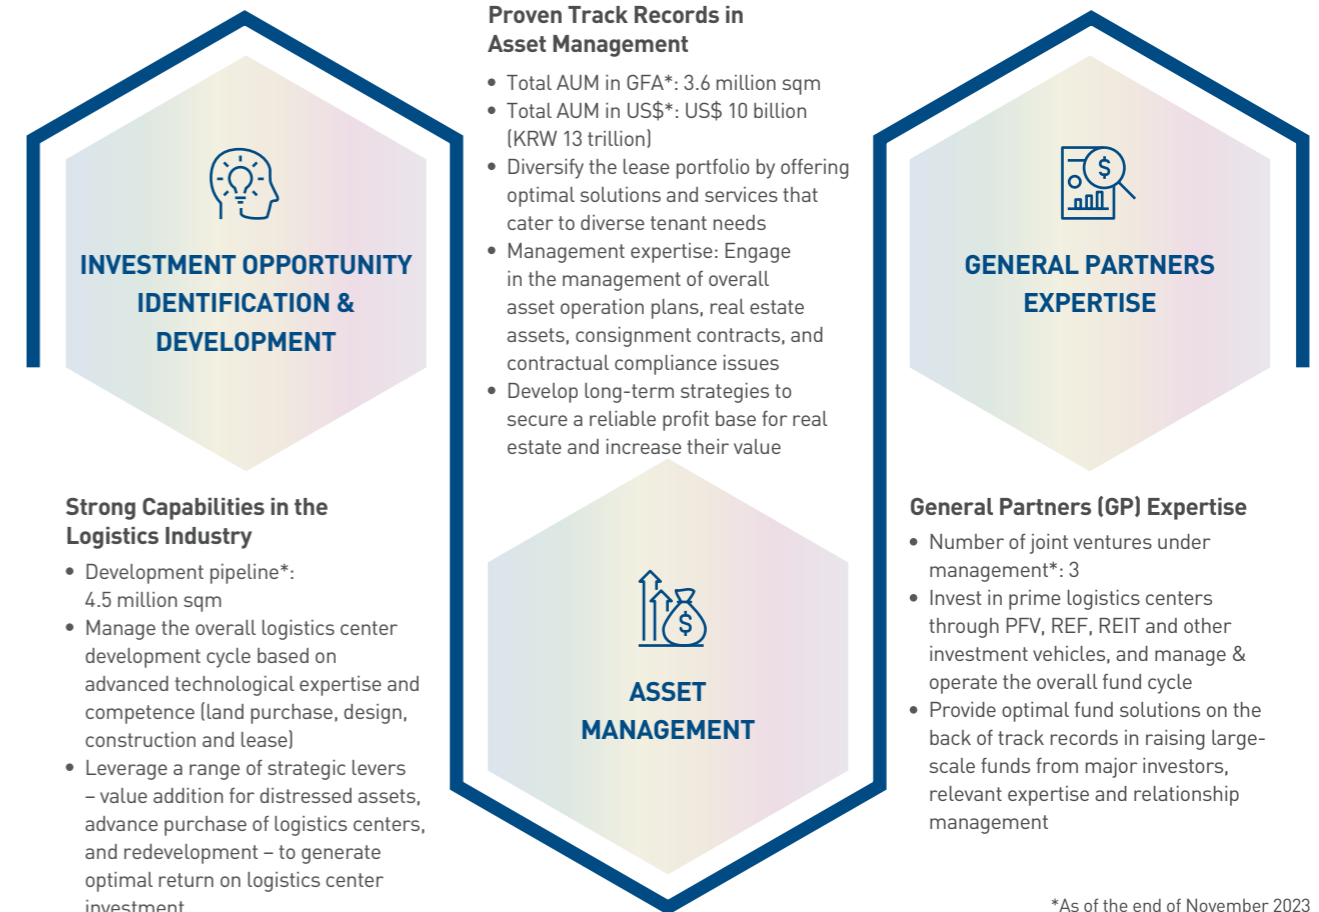 INVESTMENT OPPORTUNITY
IDENTIFICATION &
DEVELOPMENT
Strong Capabilities in the
Logistics Industry
• Development pipeline*:
4.5 million sqm
• Manage the overall logistics center
development cycle based on
advanced technological expertise and
competence (land purchase, design,
construction and lease)
• Leverage a range of strategic levers
– value addition for distressed assets,
advance purchase of logistics centers,
and redevelopment – to generate
optimal return on logistics center
investment
Proven Track Records in
Asset Management
• Total AUM in GFA*: 3.6 million sqm
• Total AUM in US$*: US$ 10 billion
(KRW 13 trillion)
• Diversify the lease portfolio by offering
optimal solutions and services that
cater to diverse tenant needs
• Management expertise: Engage
in the management of overall
asset operation plans, real estate
assets, consignment contracts, and
contractual compliance issues
• Develop long-term strategies to
secure a reliable profit base for real
estate and increase their value
ASSET
MANAGEMENT
GENERAL PARTNERS
EXPERTISE
General Partners (GP) Expertise
• Number of joint ventures under
management*: 3
• Invest in prime logistics centers
through PFV, REF, REIT and other
investment vehicles, and manage &
operate the overall fund cycle
• Provide optimal fund solutions on the
back of track records in raising large-
scale funds from major investors,
relevant expertise and relationship
management
*As of the end of November 2023